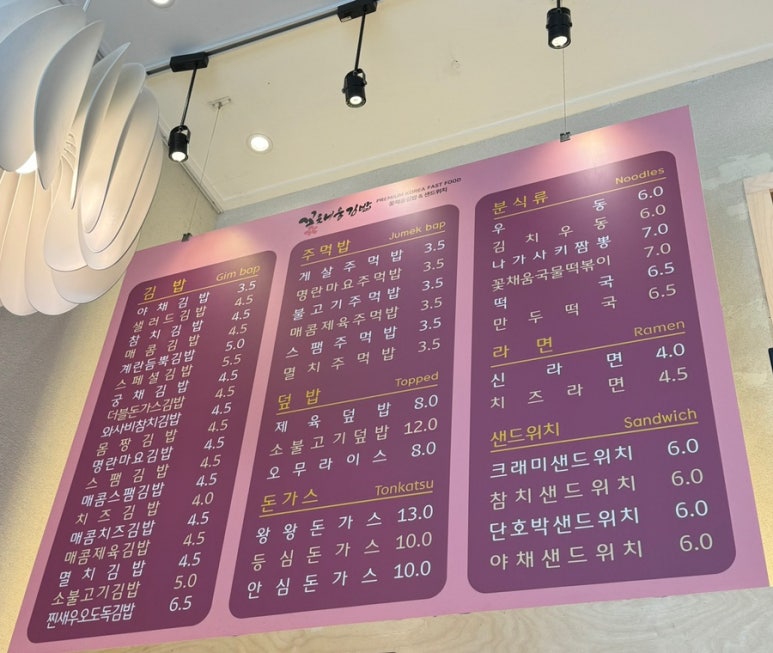 꽃채움김밥
PREMIUM KOREA FAST FOOD
꽃채움김밥 & 샌드위치
김밥 Gim bap
야채김밥 3.5
샐러드김밥 4.5
참치김밥 4.5
매콤김밥 4.5
계란듬뿍김밥 5.0
스페셜김밥 5.5
궁채김밥 4.5
더블돈가스김밥 4.5
와사비참치김밥 4.5
몸짱김밥 4.5
명란마요김밥 4.5
스팸김밥 4.5
매콤스팸김밥 4.5
치즈김밥 4.0
매콤치즈김밥 4.5
매콤제육김밥 4.5
멸치김밥 4.5
소불고기김밥 5.0
찐새우오도독김밥 6.5
주먹밥 Jumek bap
게살주먹밥 3.5
명란마요주먹밥 3.5
불고기주먹밥 3.5
매콤제육주먹밥 3.5
스팸주먹밥 3.5
멸치주먹밥 3.5
덮밥 Topped
제육덮밥 8.0
소불고기덮밥 12.0
오무라이스 8.0
돈가스 Tonkatsu
왕왕돈가스 13.0
등심돈가스 10.0
안심돈가스 10.0
분식류 Noodles
우동 6.0
김치우동 6.0
나가사키짬뽕 7.0
꽃채움국물떡볶이 7.0
떡국 6.5
만두떡국 6.5
라면 Ramen
신라면 4.0
치즈라면 4.5
샌드위치 Sandwich
크래미샌드위치 6.0
참치샌드위치 6.0
단호박샌드위치 6.0
야채샌드위치 6.0